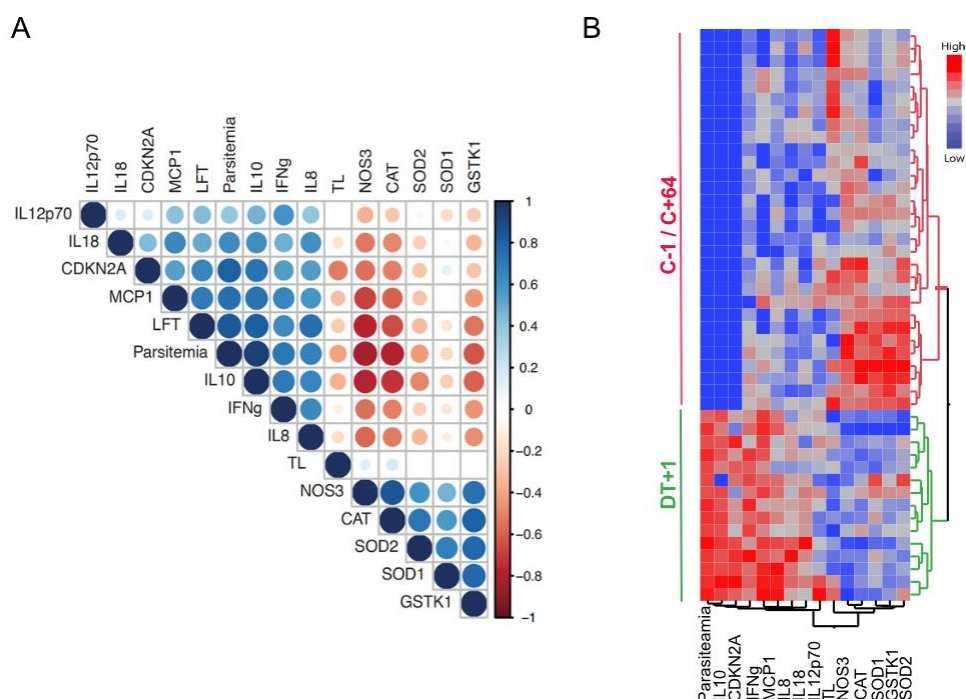 A
B
IL12p70 IL18 CDKN2A MCP1 LFT Parsitemia IL10 IFNg IL8 TL NOS3 CAT SOD2 SOD1 GSTK1
IL12p70
IL18
CDKN2A
MCP1
LFT
Parsitemia
IL10
IFNg
IL8
TL
NOS3
CAT
SOD2
SOD1
GSTK1
1
0.8
0.6
0.4
0.2
0
−0.2
−0.4
−0.6
−0.8
−1
C-1 / C+64
DT+1
High
Low
Parasiteamia IL10 CDKN2A IFNg MCP1 IL8 IL18 IL12p70 TL NOS3 CAT SOD1 GSTK1 SOD2